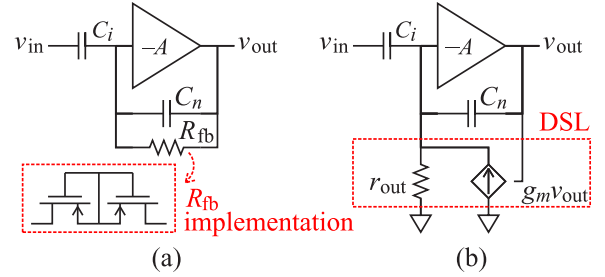 (a)
v_in
C_i
−A
v_out
C_n
R_fb
R_fb
implementation
(b)
v_in
C_i
−A
v_out
C_n
DSL
r_out
g_m v_out
(a)
(b)